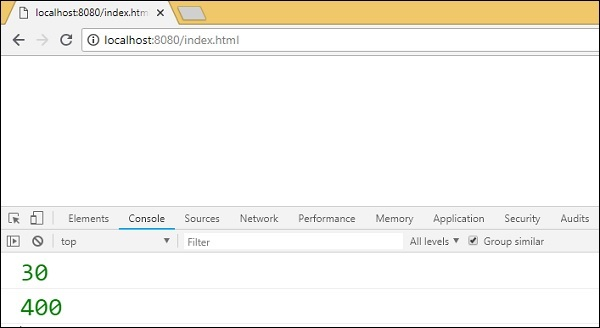 localhost:8080/index.htm
localhost:8080/index.html
Elements Console Sources Network Performance Memory Application Security Audits
top Filter All levels Group similar
30
400